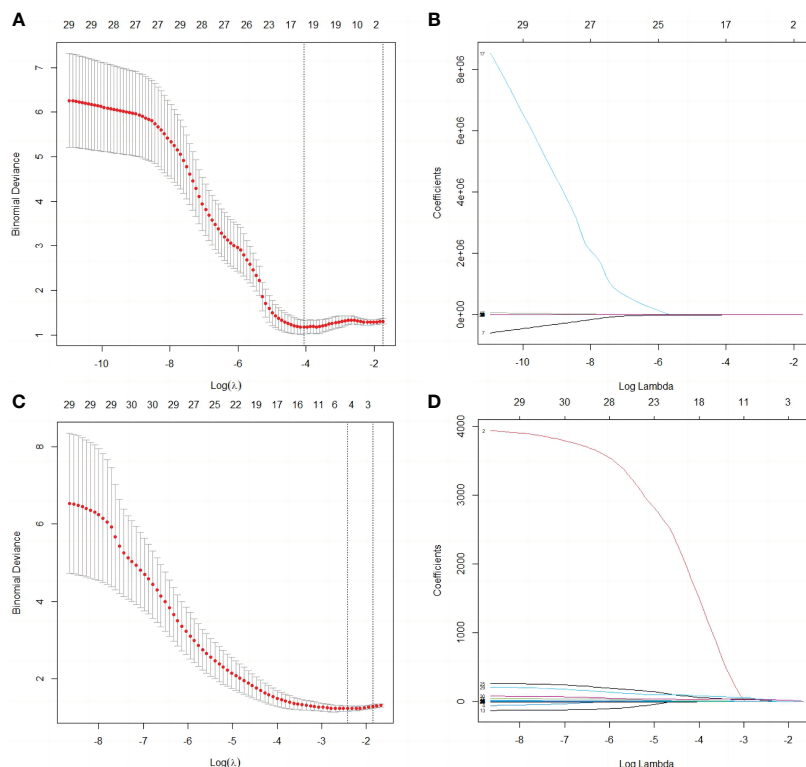 A
29 29 28 27 27 29 28 26 23 17 19 19 10 2
7
6
5
4
3
2
1
Binomial Deviance
-10 -8 -6 -4 -2
Log(λ)
B
29 27 25 17 2
8e+06
6e+06
4e+06
2e+06
0e+00
Coefficients
17
7
-10 -8 -6 -4 -2
Log Lambda
C
29 29 29 30 30 29 27 25 22 19 17 16 11 6 4 3
8
6
4
2
Binomial Deviance
-8 -7 -6 -5 -4 -3 -2
Log(λ)
D
29 30 28 23 18 11 3
4000
3000
2000
1000
0
Coefficients
2
13
-8 -7 -6 -5 -4 -3 -2
Log Lambda